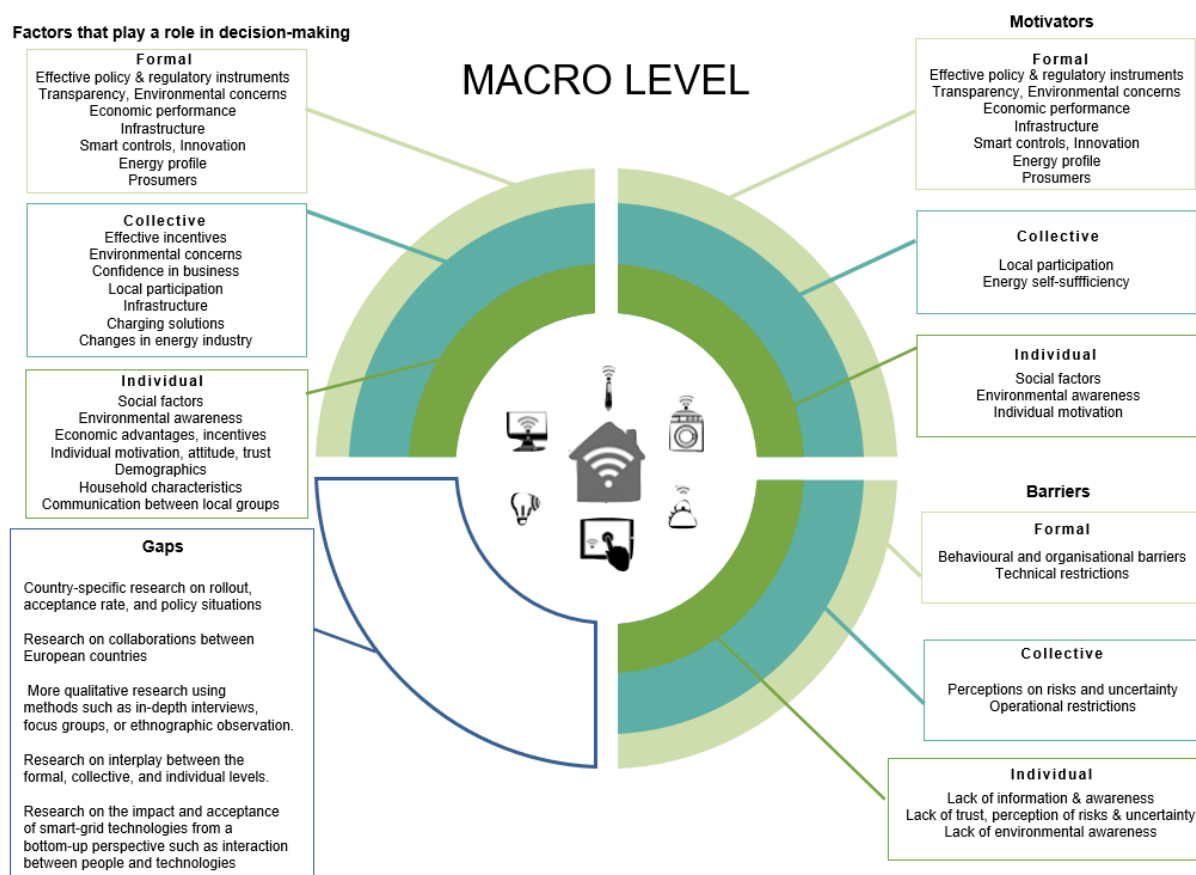 Factors that play a role in decision-making
Formal
Effective policy & regulatory instruments
Transparency, Environmental concerns
Economic performance
Infrastructure
Smart controls, Innovation
Energy profile
Prosumers
Collective
Effective incentives
Environmental concerns
Confidence in business
Local participation
Infrastructure
Charging solutions
Changes in energy industry
Individual
Social factors
Environmental awareness
Economic advantages, incentives
Individual motivation, attitude, trust
Demographics
Household characteristics
Communication between local groups
Gaps
Country-specific research on rollout,
acceptance rate, and policy situations
Research on collaborations between
European countries
More qualitative research using
methods such as in-depth interviews,
focus groups, or ethnographic observation.
Research on interplay between the
formal, collective, and individual levels.
Research on the impact and acceptance
of smart-grid technologies from a
bottom-up perspective such as interaction
between people and technologies
MACRO LEVEL
Motivators
Formal
Effective policy & regulatory instruments
Transparency, Environmental concerns
Economic performance
Infrastructure
Smart controls, Innovation
Energy profile
Prosumers
Collective
Local participation
Energy self-suffficiency
Individual
Social factors
Environmental awareness
Individual motivation
Barriers
Formal
Behavioural and organisational barriers
Technical restrictions
Collective
Perceptions on risks and uncertainty
Operational restrictions
Individual
Lack of information & awareness
Lack of trust, perception of risks & uncertainty
Lack of environmental awareness